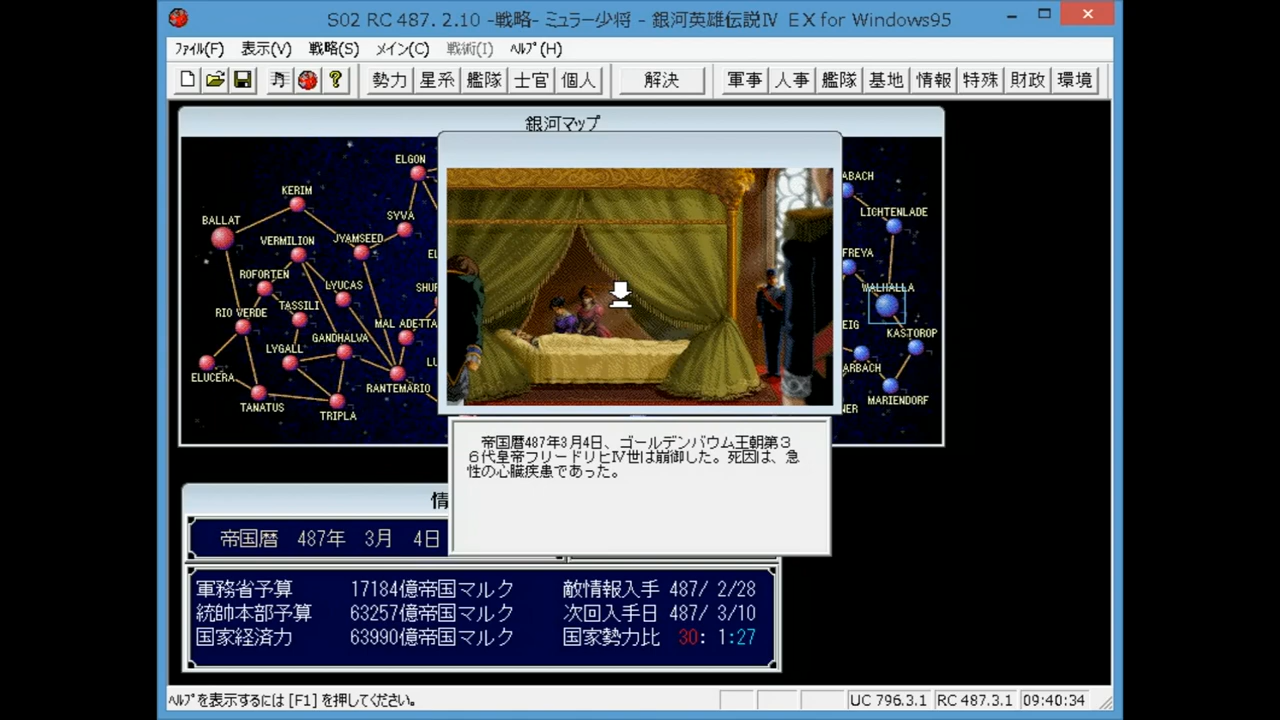 S02 RC 487. 2.10 -戦略- ミュラー少将 - 銀河英雄伝説Ⅳ EX for Windows95
ﾌｧｲﾙ(F) 表示(V) 戦略(S) メイン(C) 戦術(I) ﾍﾙﾌﾟ(H)
勢力 星系 艦隊 士官 個人 解決 軍事 人事 艦隊 基地 情報 特殊 財政 環境
銀河マップ
ELGON
ABACH
KERIM
LICHTENLADE
SYVA
BALLAT
VERMILION
JYAMSEED
FREYA
EL
ROFORTEN
LYUCAS
SHUF
WALHALLA
TASSILI
RIO VERDE
MAL ADETTA
EIG
GANDHALVA
KASTOROP
LYGALL
LU
ARBACH
ELUCERA
RANTEMARIO
MARIENDORF
TANATUS
TRIPLA
NER
帝国暦487年3月4日、ゴールデンバウム王朝第３
６代皇帝フリードリヒⅣ世は崩御した。死因は、急
性の心臓疾患であった。
情
帝国暦 487年 3月 4日
軍務省予算 17184億帝国マルク 敵情報入手 487/ 2/28
統帥本部予算 63257億帝国マルク 次回入手日 487/ 3/10
国家経済力 63990億帝国マルク 国家勢力比 30: 1:27
ﾍﾙﾌﾟを表示するには [F1] を押してください。 UC 796.3.1 RC 487.3.1 09:40:34